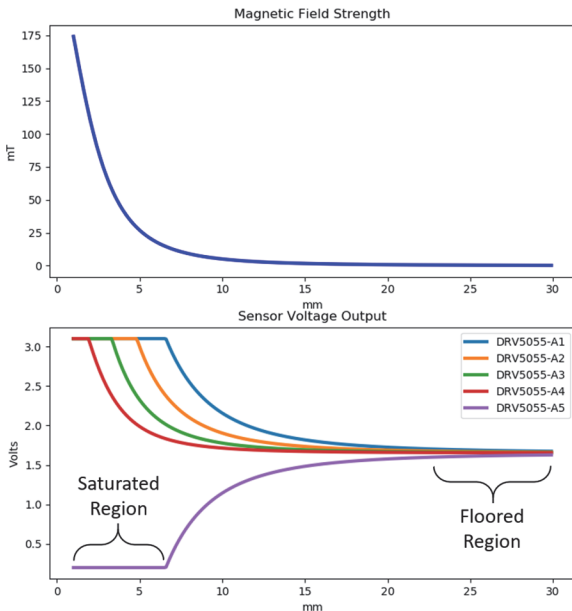 Magnetic Field Strength
175
150
125
100
75
50
25
0
mT
0 5 10 15 20 25 30
mm
Sensor Voltage Output
3.0
2.5
2.0
1.5
1.0
0.5
Volts
DRV5055-A1
DRV5055-A2
DRV5055-A3
DRV5055-A4
DRV5055-A5
Saturated
Region
Floored
Region
0 5 10 15 20 25 30
mm